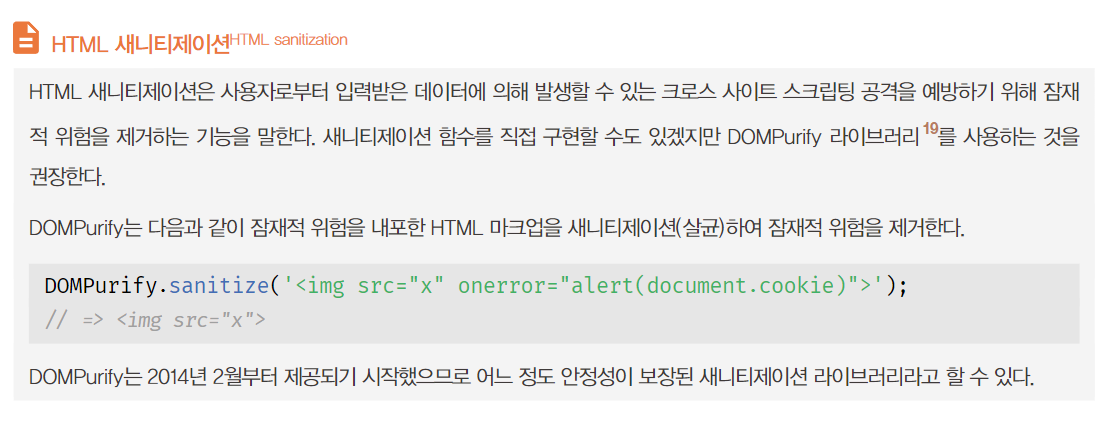 HTML 새니티제이션HTML sanitization
HTML 새니티제이션은 사용자로부터 입력받은 데이터에 의해 발생할 수 있는 크로스 사이트 스크립팅 공격을 예방하기 위해 잠재
적 위험을 제거하는 기능을 말한다. 새니티제이션 함수를 직접 구현할 수도 있겠지만 DOMPurify 라이브러리19를 사용하는 것을
권장한다.
DOMPurify는 다음과 같이 잠재적 위험을 내포한 HTML 마크업을 새니티제이션(살균)하여 잠재적 위험을 제거한다.
DOMPurify.sanitize('<img src="x" onerror="alert(document.cookie)">');
// => <img src="x">
DOMPurify는 2014년 2월부터 제공되기 시작했으므로 어느 정도 안정성이 보장된 새니티제이션 라이브러리라고 할 수 있다.